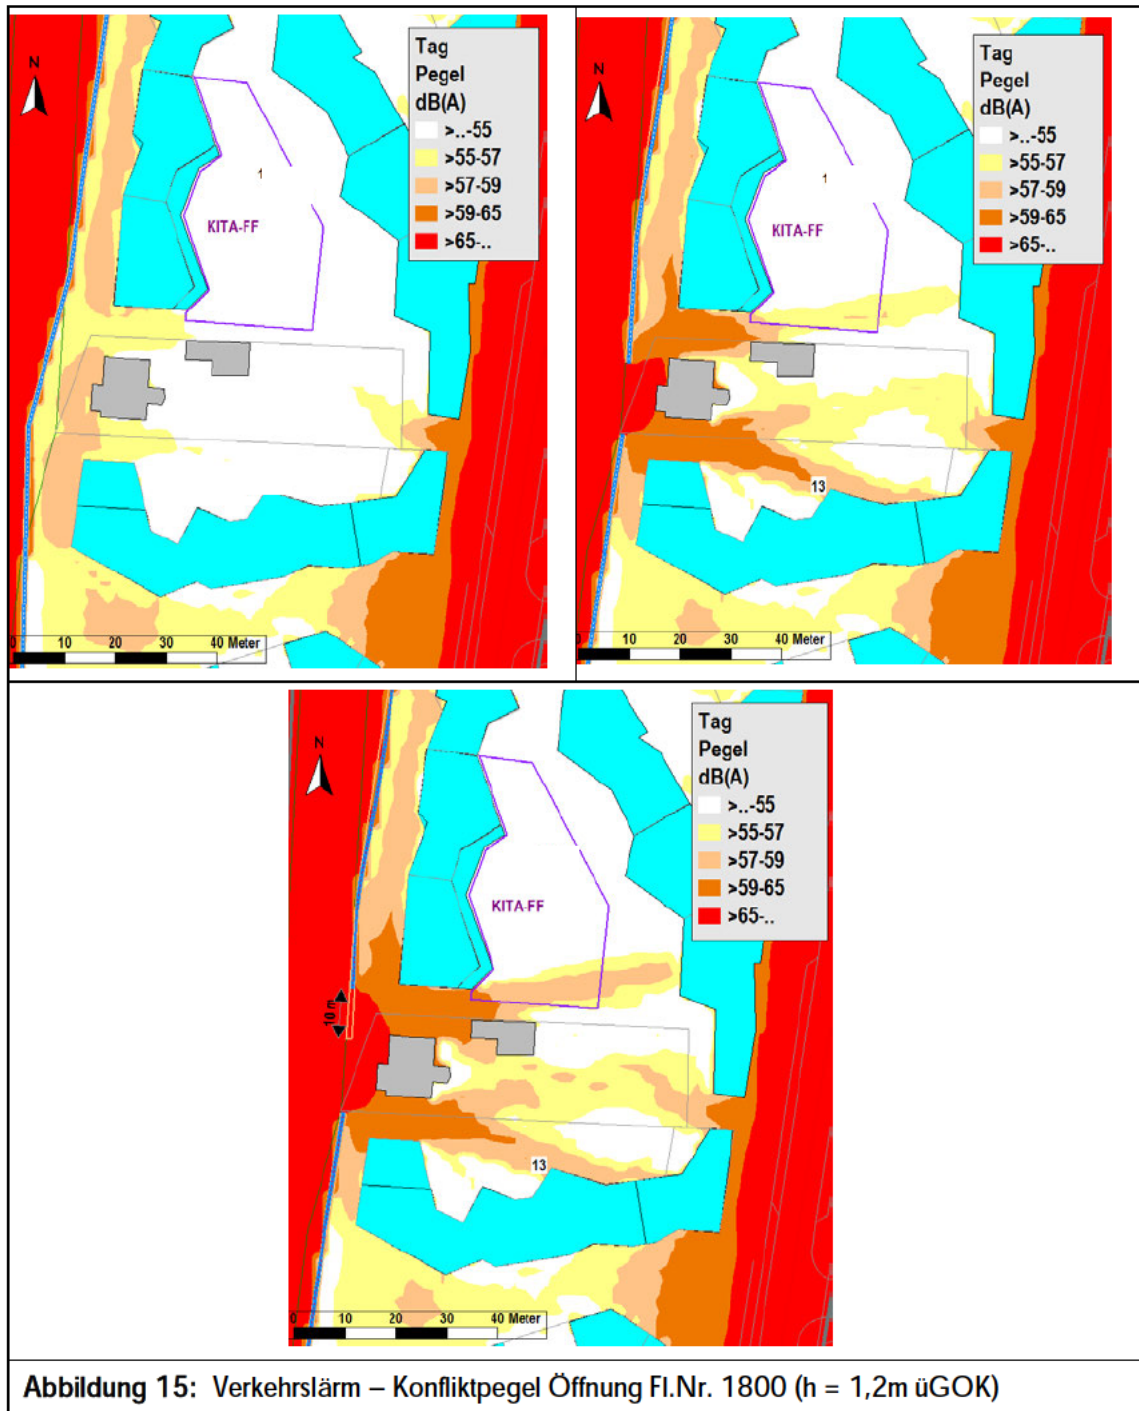 Tag
Pegel
dB(A)
>..-55
>55-57
>57-59
>59-65
>65-..
N
1
KITA-FF
0 10 20 30 40 Meter
Tag
Pegel
dB(A)
>..-55
>55-57
>57-59
>59-65
>65-..
N
1
KITA-FF
13
0 10 20 30 40 Meter
Tag
Pegel
dB(A)
>..-55
>55-57
>57-59
>59-65
>65-..
N
KITA-FF
10 m
13
0 10 20 30 40 Meter
Abbildung 15: Verkehrslärm – Konfliktpegel Öffnung Fl.Nr. 1800 (h = 1,2m üGOK)